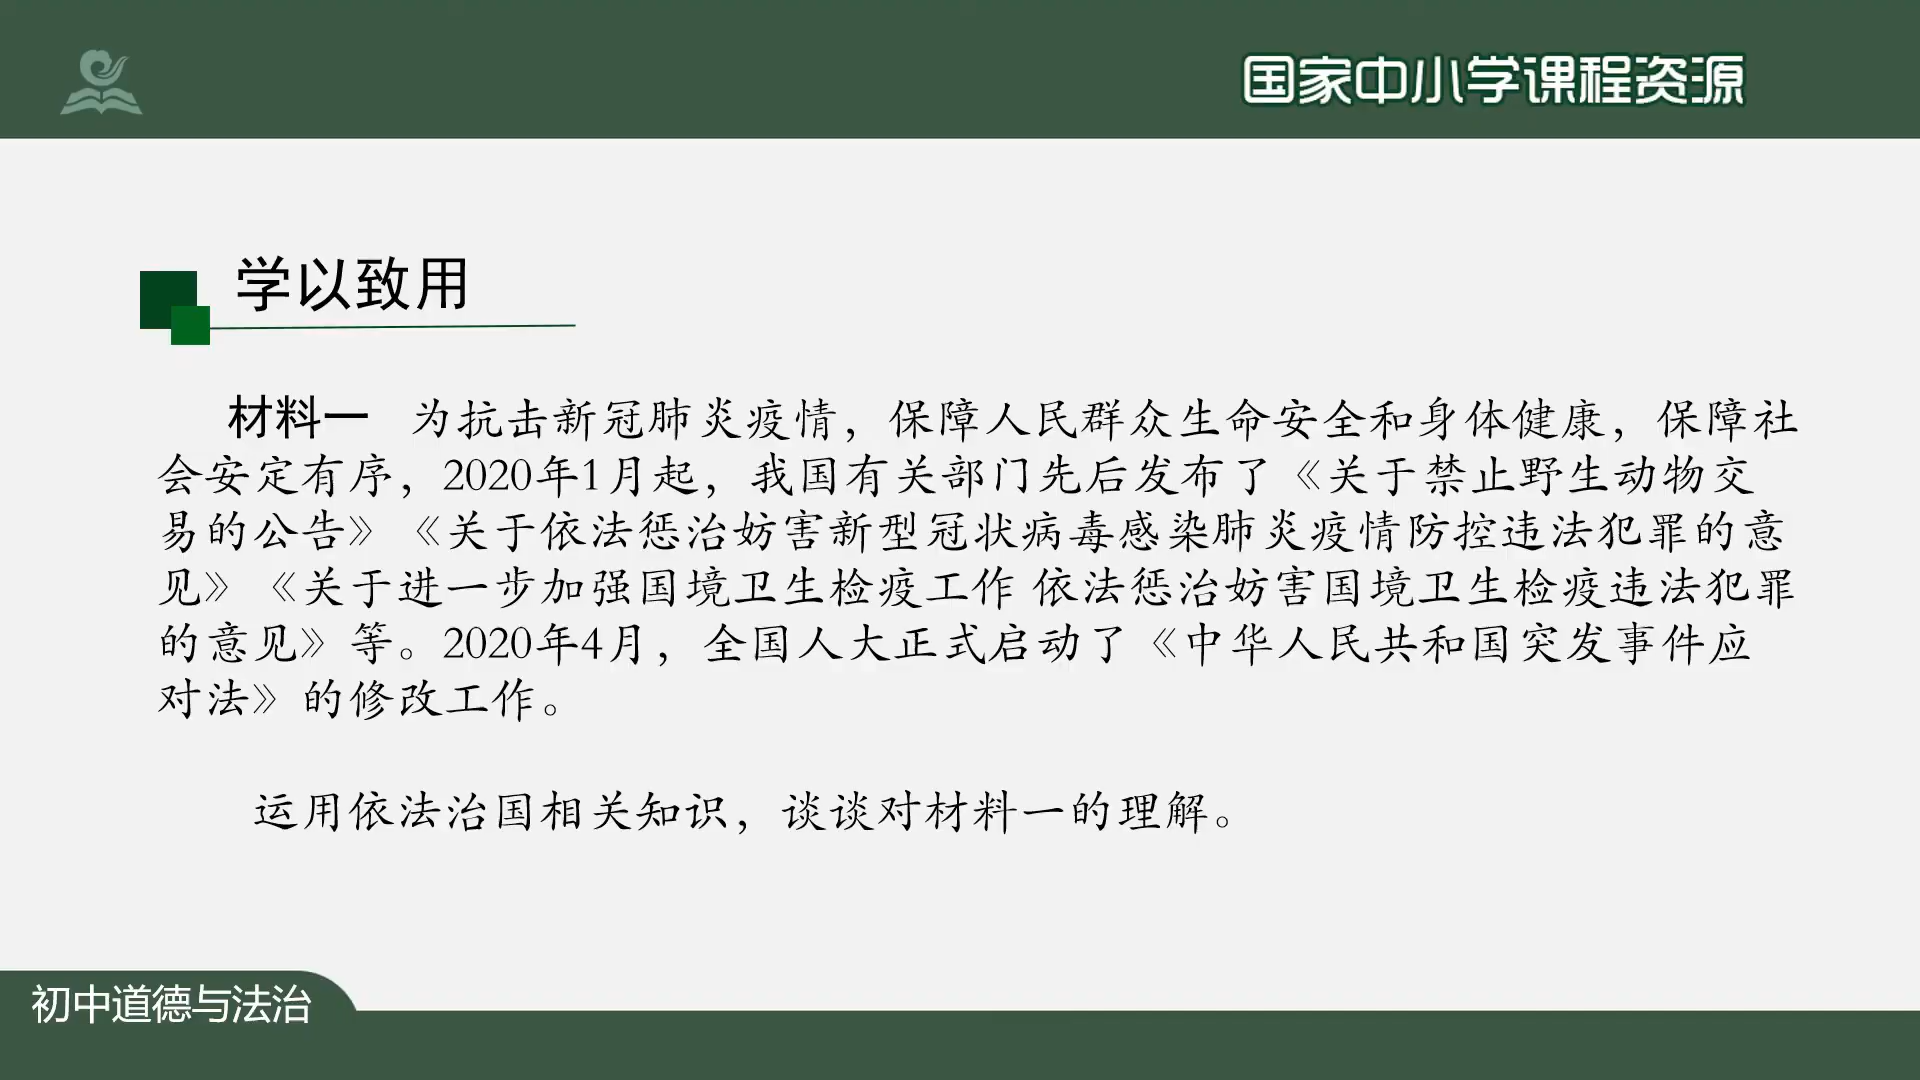 国家中小学课程资源
学以致用
材料一 为抗击新冠肺炎疫情，保障人民群众生命安全和身体健康，保障社
会安定有序，2020年1月起，我国有关部门先后发布了《关于禁止野生动物交
易的公告》《关于依法惩治妨害新型冠状病毒感染肺炎疫情防控违法犯罪的意
见》《关于进一步加强国境卫生检疫工作 依法惩治妨害国境卫生检疫违法犯罪
的意见》等。2020年4月，全国人大正式启动了《中华人民共和国突发事件应
对法》的修改工作。
运用依法治国相关知识，谈谈对材料一的理解。
初中道德与法治